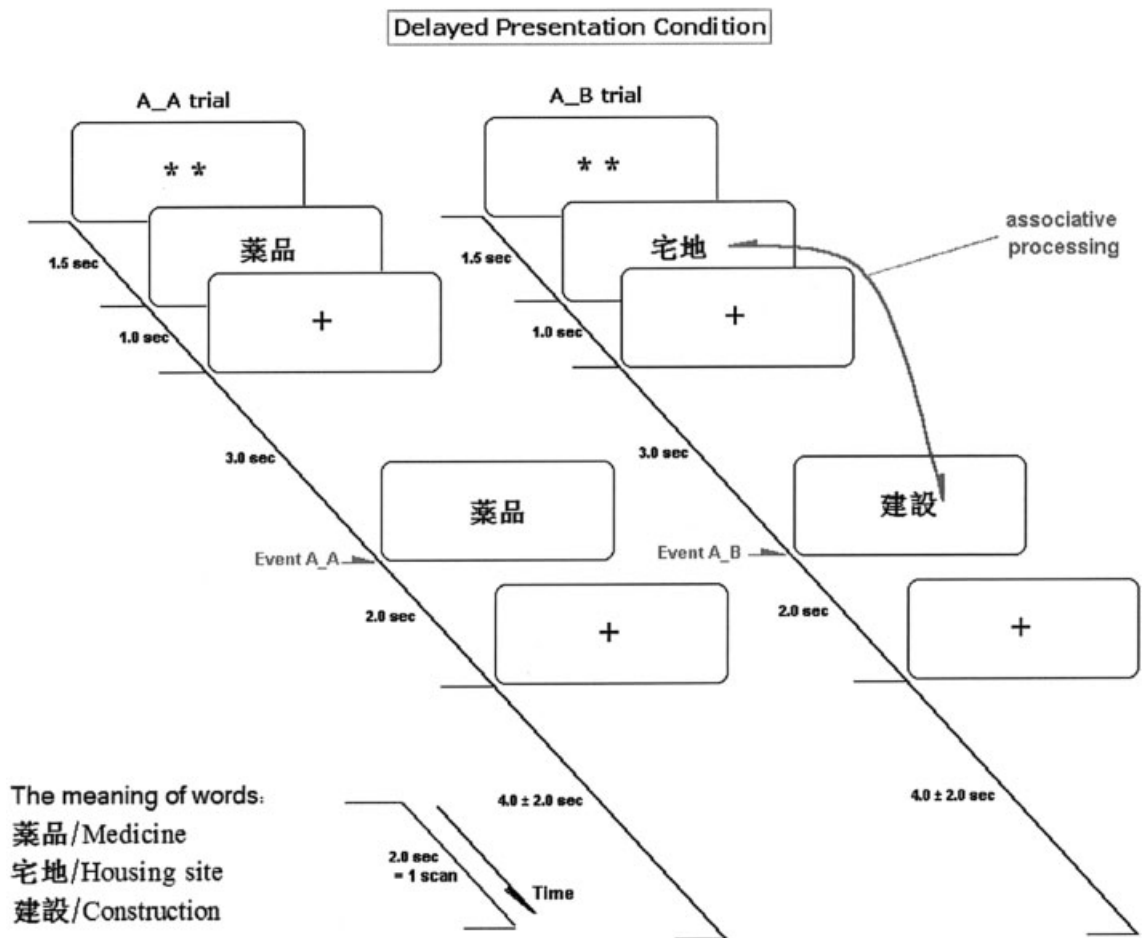 Delayed Presentation Condition
A_A trial
A_B trial
* *
* *
薬品
宅地
associative
processing
1.5 sec
1.5 sec
+
+
1.0 sec
1.0 sec
3.0 sec
3.0 sec
薬品
建設
Event A_A
Event A_B
2.0 sec
2.0 sec
+
+
4.0 ± 2.0 sec
4.0 ± 2.0 sec
The meaning of words:
薬品/Medicine
宅地/Housing site
建設/Construction
2.0 sec
= 1 scan
Time